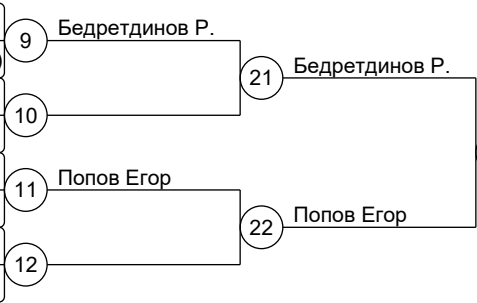 9 Бедретдинов Р.
21 Бедретдинов Р.
10
11 Попов Егор
22 Попов Егор
12